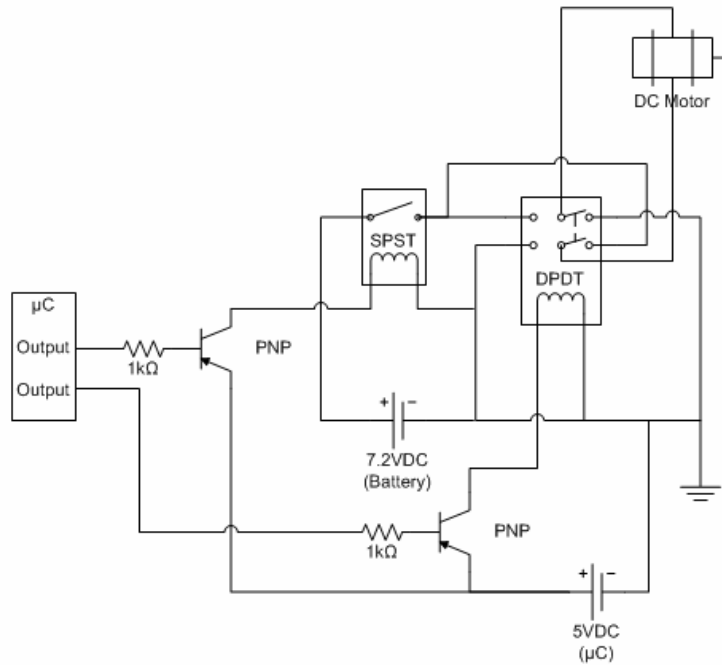 DC Motor
SPST
DPDT
µC
Output
Output
1kΩ
PNP
+ −
7.2VDC
(Battery)
1kΩ
PNP
+ −
5VDC
(µC)